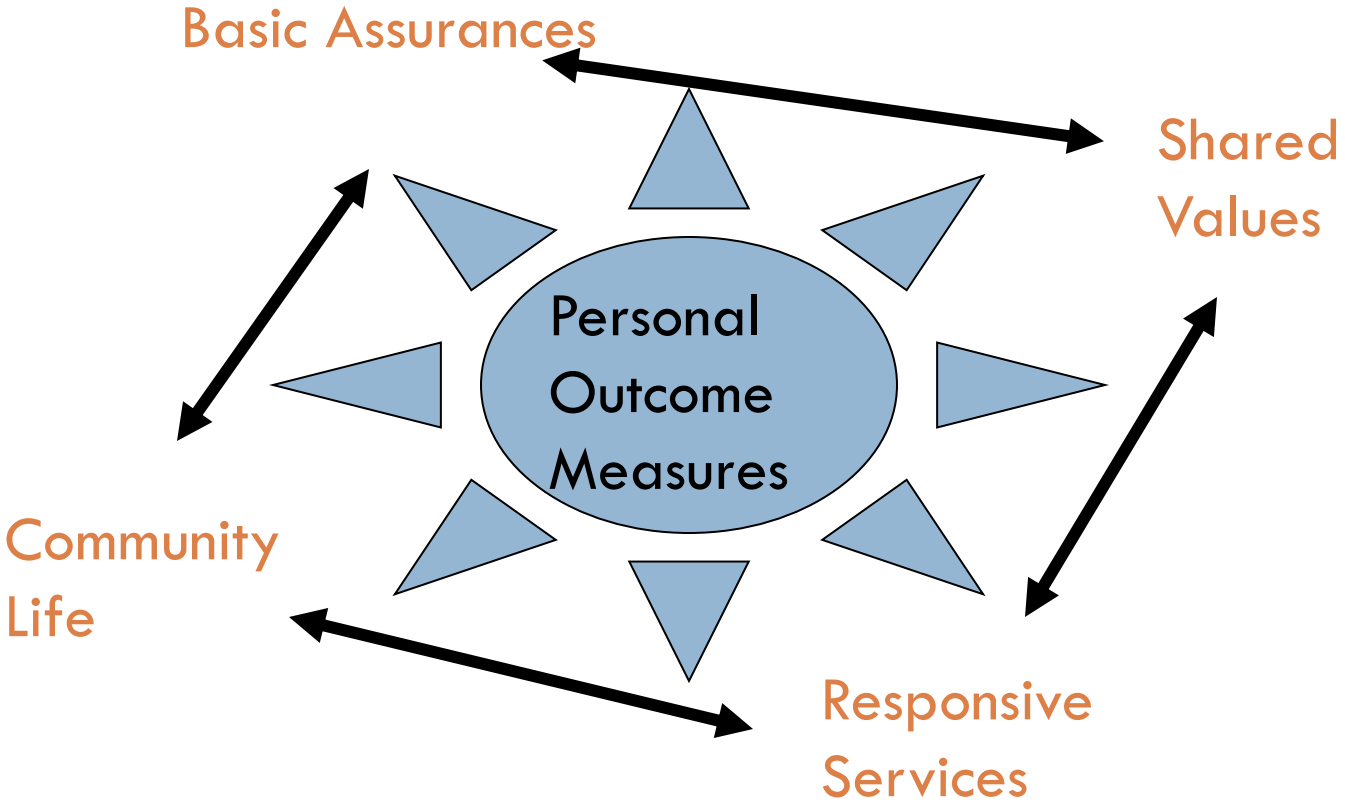 Basic Assurances
Shared
Values
Personal
Outcome
Measures
Community
Life
Responsive
Services